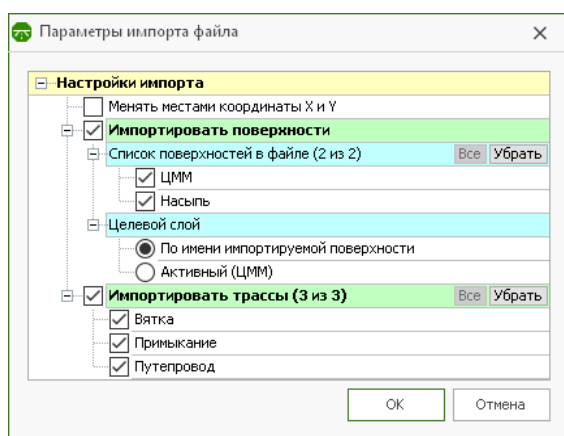 Параметры импорта файла
Настройки импорта
Менять местами координаты X и Y
Импортировать поверхности
Список поверхностей в файле (2 из 2) Все Убрать
ЦММ
Насыпь
Целевой слой
По имени импортируемой поверхности
Активный (ЦММ)
Импортировать трассы (3 из 3) Все Убрать
Вятка
Примыкание
Путепровод
ОК Отмена